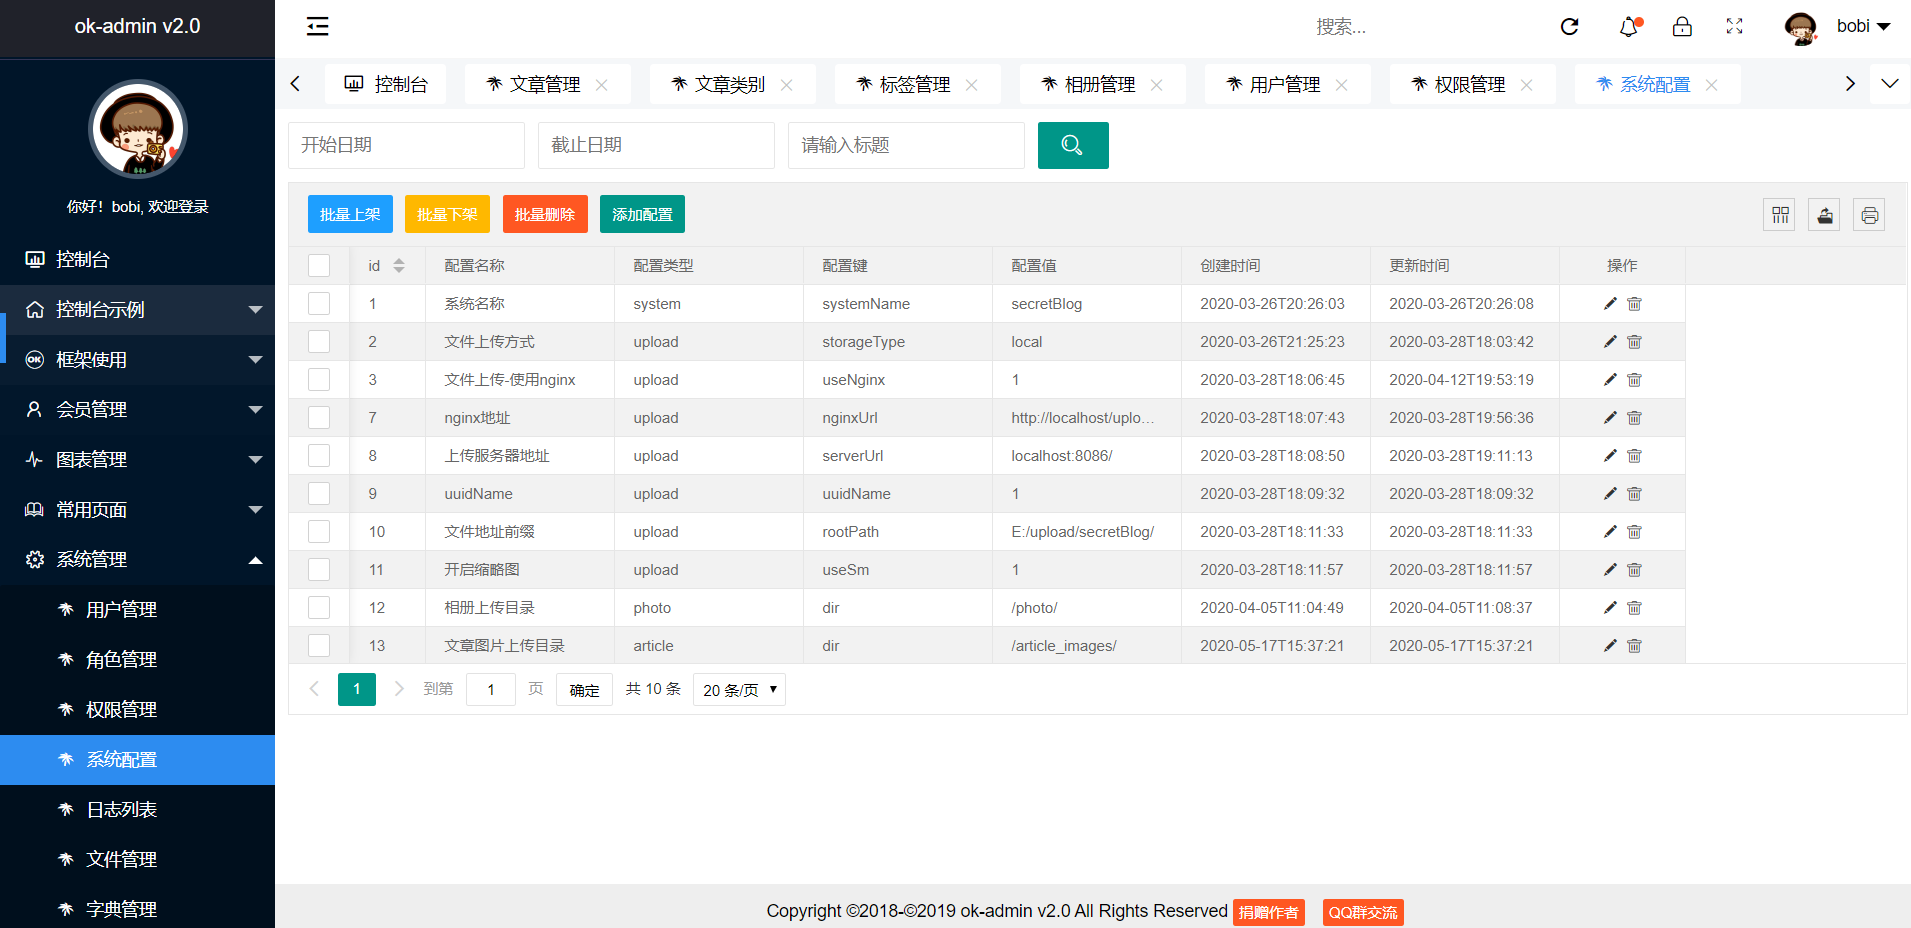 ok-admin v2.0
搜索...
bobi
控制台
文章管理
文章类别
标签管理
相册管理
用户管理
权限管理
系统配置
你好！bobi, 欢迎登录
控制台
控制台示例
框架使用
会员管理
图表管理
常用页面
系统管理
用户管理
角色管理
权限管理
系统配置
日志列表
文件管理
字典管理
开始日期 截止日期 请输入标题
批量上架 批量下架 批量删除 添加配置
id 配置名称 配置类型 配置键 配置值 创建时间 更新时间 操作
1 系统名称 system systemName secretBlog 2020-03-26T20:26:03 2020-03-26T20:26:08
2 文件上传方式 upload storageType local 2020-03-26T21:25:23 2020-03-28T18:03:42
3 文件上传-使用nginx upload useNginx 1 2020-03-28T18:06:45 2020-04-12T19:53:19
7 nginx地址 upload nginxUrl http://localhost/uplo... 2020-03-28T18:07:43 2020-03-28T19:56:36
8 上传服务器地址 upload serverUrl localhost:8086/ 2020-03-28T18:08:50 2020-03-28T19:11:13
9 uuidName upload uuidName 1 2020-03-28T18:09:32 2020-03-28T18:09:32
10 文件地址前缀 upload rootPath E:/upload/secretBlog/ 2020-03-28T18:11:33 2020-03-28T18:11:33
11 开启缩略图 upload useSm 1 2020-03-28T18:11:57 2020-03-28T18:11:57
12 相册上传目录 photo dir /photo/ 2020-04-05T11:04:49 2020-04-05T11:08:37
13 文章图片上传目录 article dir /article_images/ 2020-05-17T15:37:21 2020-05-17T15:37:21
1 到第 1 页 确定 共 10 条 20 条/页
Copyright ©2018-©2019 ok-admin v2.0 All Rights Reserved 捐赠作者 QQ群交流